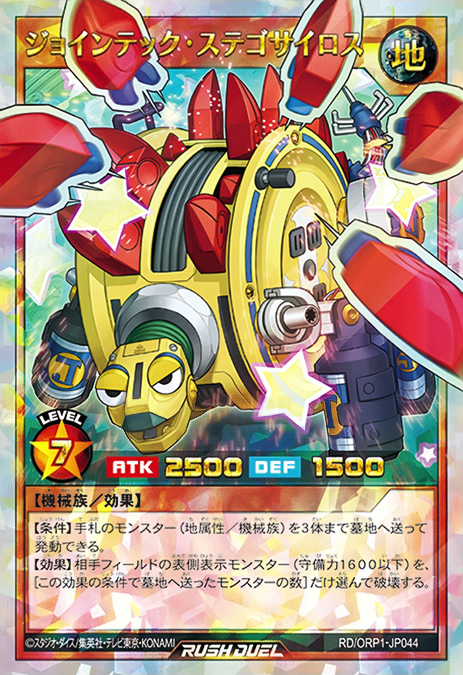 ジョインテック・ステゴサイロス
地
LEVEL
7
ATK 2500 DEF 1500
【機械族／効果】
【条件】手札のモンスター（地属性／機械族）を3体まで墓地へ送って
発動できる。
【効果】相手フィールドの表側表示モンスター（守備力1600以下）を、
[この効果の条件で墓地へ送ったモンスターの数]だけ選んで破壊する。
©スタジオ・ダイス/集英社・テレビ東京・KONAMI RUSH DUEL RD/ORP1-JP044